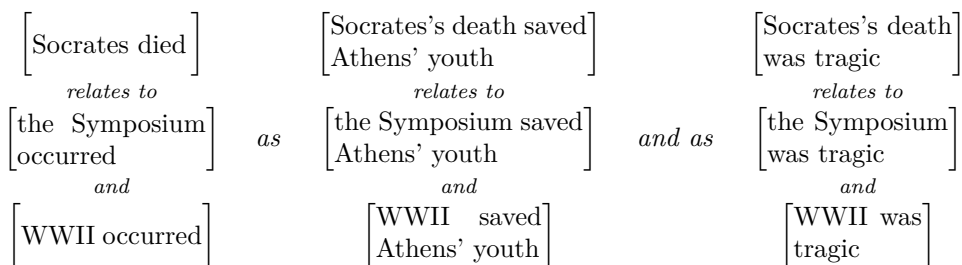 [Socrates died]
relates to
[the Symposium
occurred]
and
[WWII occurred]
as
[Socrates's death saved
Athens' youth]
relates to
[the Symposium saved
Athens' youth]
and
[WWII saved
Athens' youth]
and as
[Socrates's death
was tragic]
relates to
[the Symposium
was tragic]
and
[WWII was
tragic]